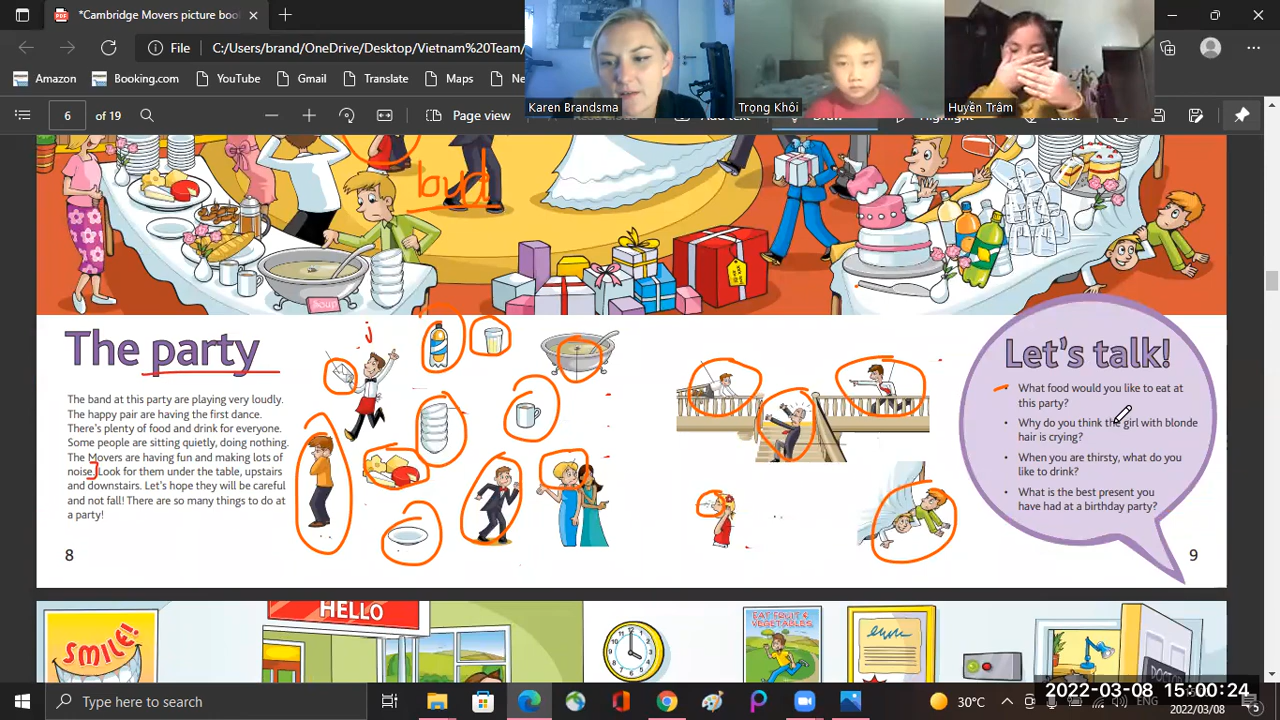 *Cambridge Movers picture boo
File
C:/Users/brand/OneDrive/Desktop/Vietnam%20Team/
Amazon
Booking.com
YouTube
Gmail
Translate
Maps
Karen Brandsma
Trọng Khôi
Huyền Trâm
6 of 19
Page view
Draw
bud
soup
The party
The band at this party are playing very loudly.
The happy pair are having the first dance.
There's plenty of food and drink for everyone.
Some people are sitting quietly, doing nothing.
The Movers are having fun and making lots of
noise. Look for them under the table, upstairs
and downstairs. Let's hope they will be careful
and not fall! There are so many things to do at
a party!
8
Let's talk!
What food would you like to eat at
this party?
• Why do you think the girl with blonde
hair is crying?
• When you are thirsty, what do you
like to drink?
• What is the best present you
have had at a birthday party?
9
SMILE!
HELLO
EAT FRUIT &
VEGETABLES
DOCTOR
Type here to search
30°C
ENG
2022-03-08 15:00:24
2022/03/08
5